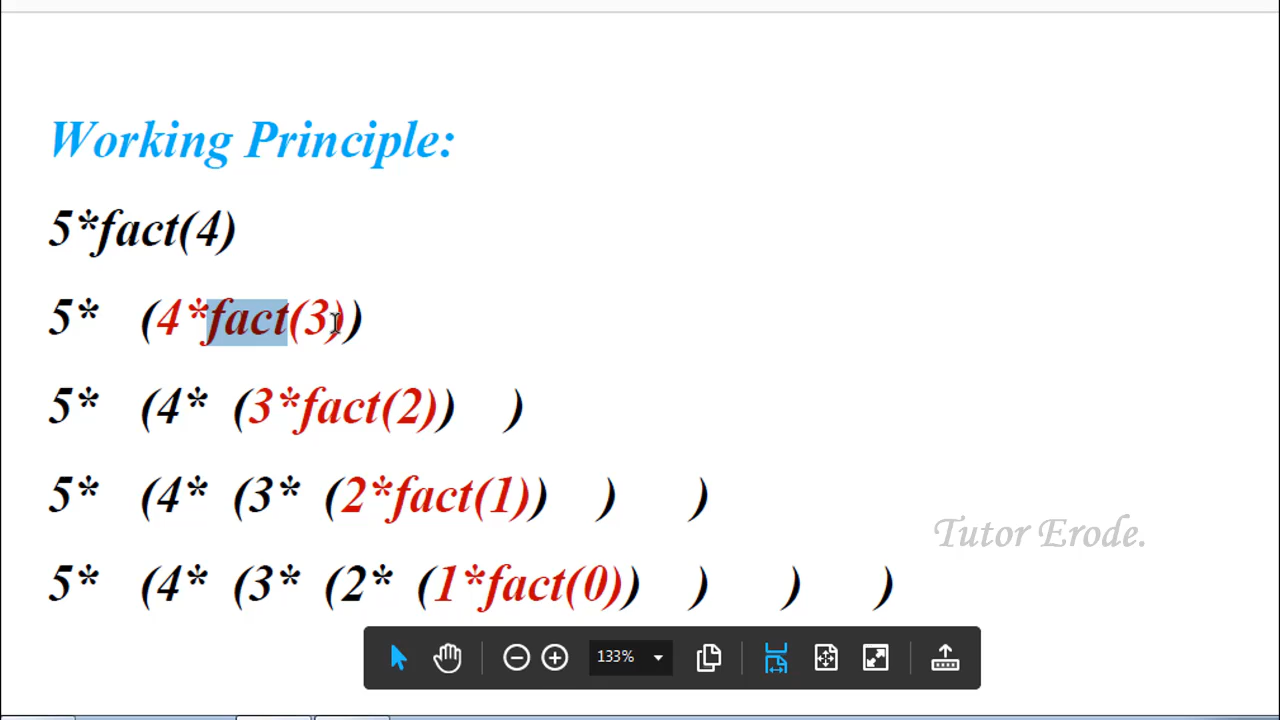 Working Principle:
5*fact(4)
5* (4*fact(3))
5* (4* (3*fact(2)) )
5* (4* (3* (2*fact(1)) ) )
5* (4* (3* (2* (1*fact(0)) ) ) )
Tutor Erode.
133%